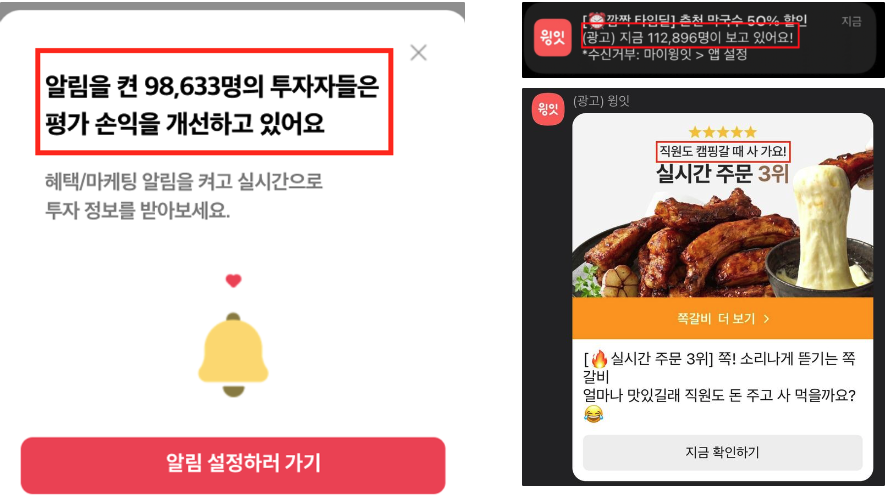 알림을 켠 98,633명의 투자자들은
평가 손익을 개선하고 있어요
혜택/마케팅 알림을 켜고 실시간으로
투자 정보를 받아보세요.
알림 설정하러 가기
[⏰깜짝 타임딜] 춘천 막국수 50% 할인
지금
윙잇
(광고) 지금 112,896명이 보고 있어요!
*수신거부: 마이윙잇 > 앱 설정
윙잇
(광고) 윙잇
직원도 캠핑갈 때 사 가요!
실시간 주문 3위
쪽갈비 더 보기 >
[🔥실시간 주문 3위] 쪽! 소리나게 뜯기는 쪽
갈비
얼마나 맛있길래 직원도 돈 주고 사 먹을까요?
😂
지금 확인하기